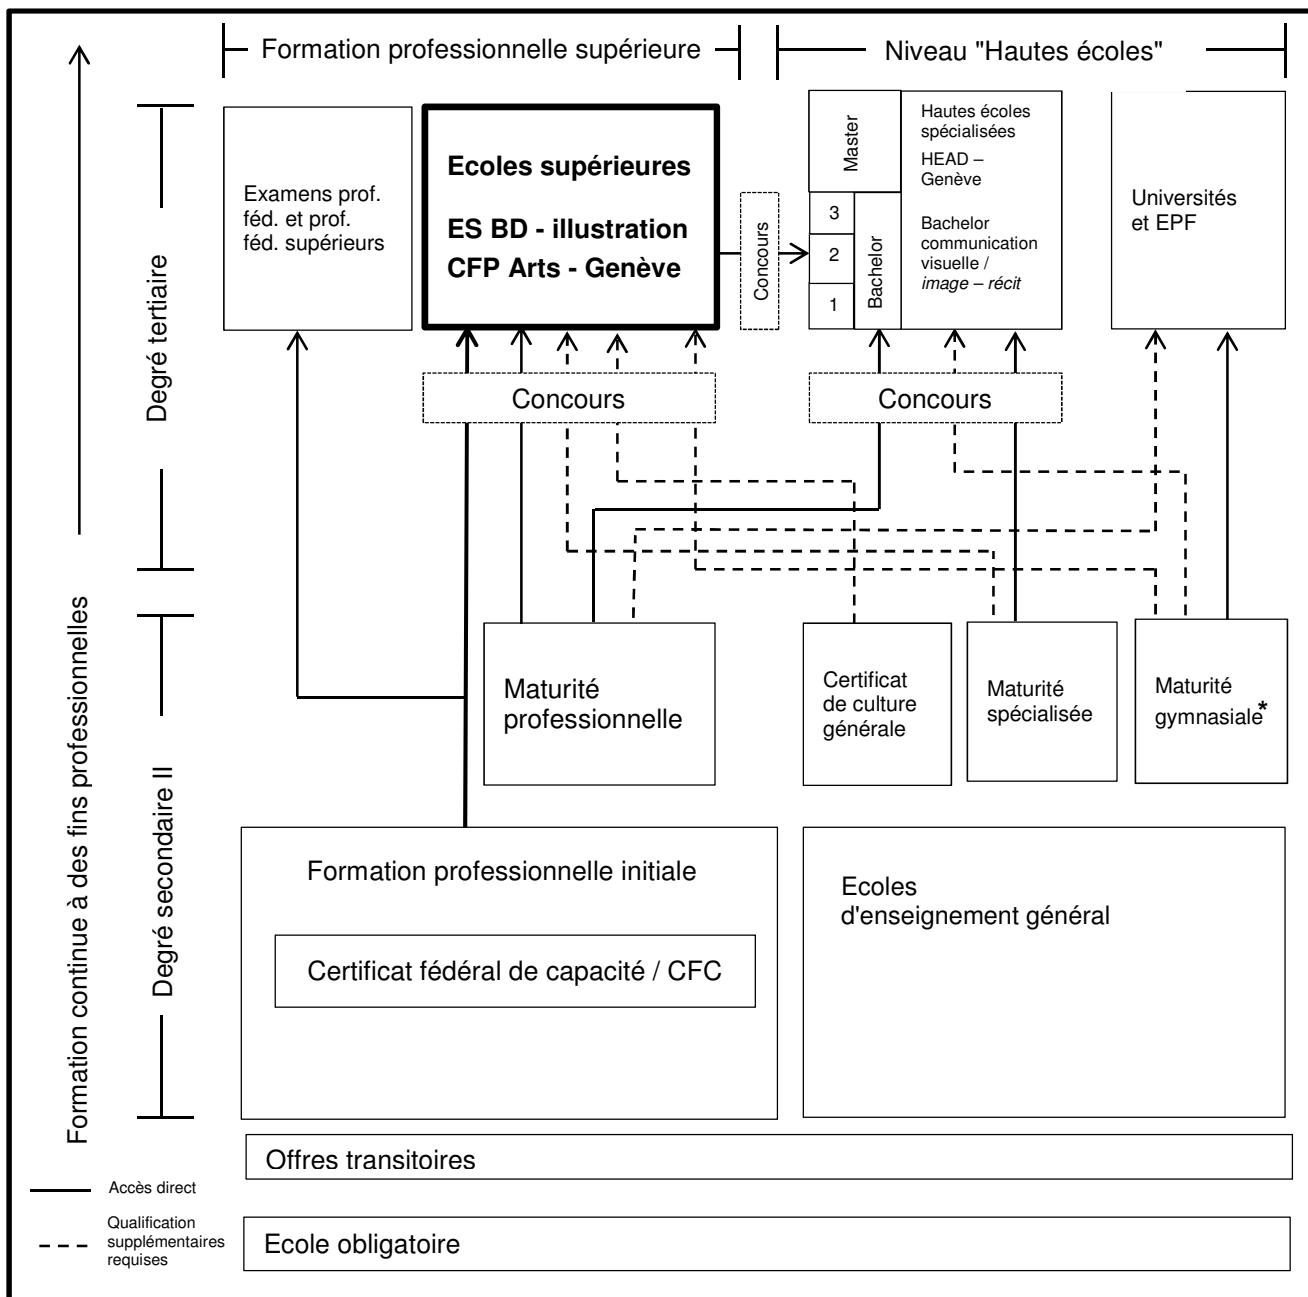 Formation professionnelle supérieure
Niveau "Hautes écoles"
Examens prof.
féd. et prof.
féd. supérieurs
Ecoles supérieures
ES BD - illustration
CFP Arts - Genève
Concours
Master
3
2
1
Bachelor
Hautes écoles
spécialisées
HEAD –
Genève
Bachelor
communication
visuelle /
image – récit
Universités
et EPF
Degré tertiaire
Concours
Concours
Formation continue à des fins professionnelles
Degré secondaire II
Maturité
professionnelle
Certificat
de culture
générale
Maturité
spécialisée
Maturité
gymnasiale*
Formation professionnelle initiale
Certificat fédéral de capacité / CFC
Ecoles
d'enseignement général
Offres transitoires
Accès direct
Qualification
supplémentaires
requises
Ecole obligatoire